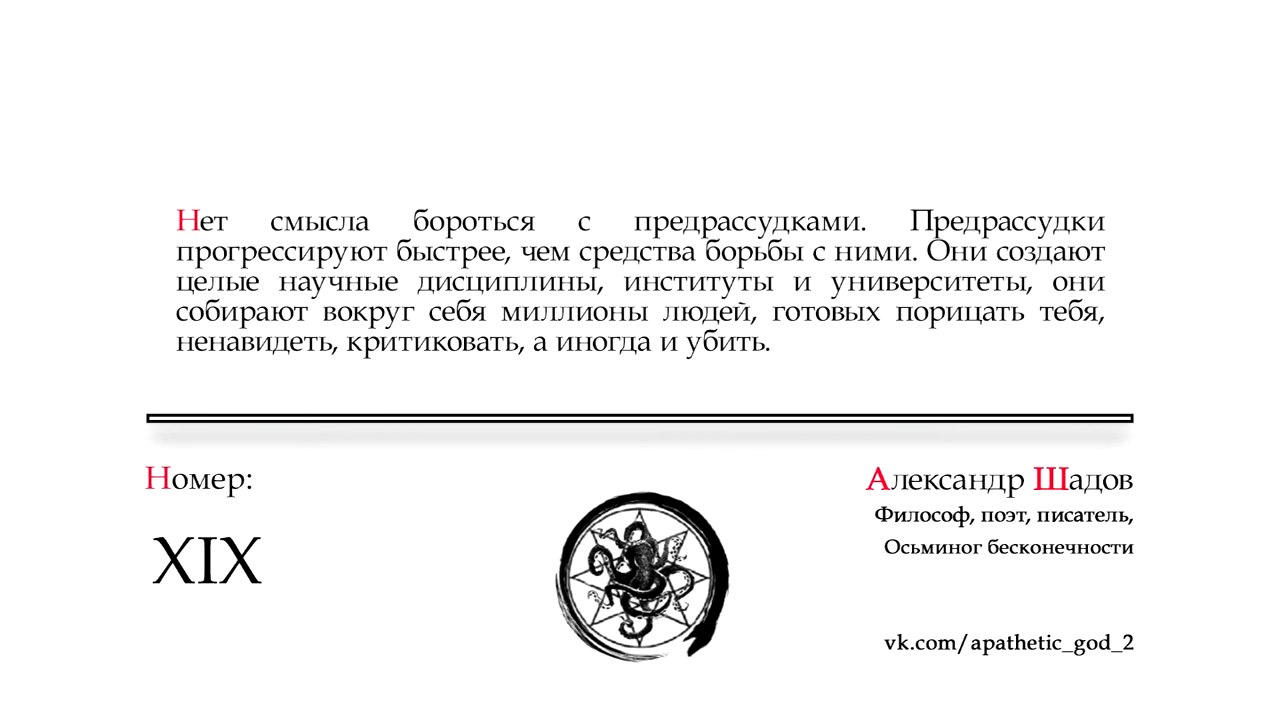 Нет смысла бороться с предрассудками. Предрассудки
прогрессируют быстрее, чем средства борьбы с ними. Они создают
целые научные дисциплины, институты и университеты, они
собирают вокруг себя миллионы людей, готовых порицать тебя,
ненавидеть, критиковать, а иногда и убить.
Номер:
XIX
Александр Шадов
Философ, поэт, писатель,
Осьминог бесконечности
vk.com/apathetic_god_2